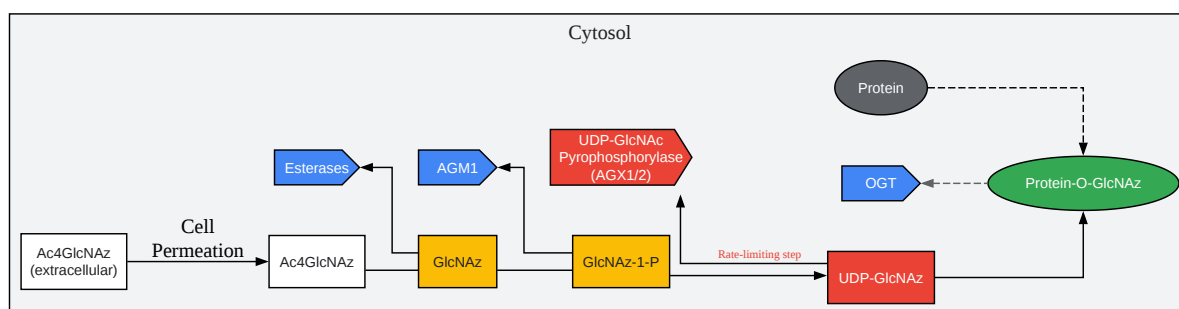 Cytosol
Protein
UDP-GlcNAc
Pyrophosphorylase
(AGX1/2)
Esterases
AGM1
OGT
Protein-O-GlcNAz
Cell
Permeation
Ac4GlcNAz
(extracellular)
Ac4GlcNAz
GlcNAz
GlcNAz-1-P
Rate-limiting step
UDP-GlcNAz